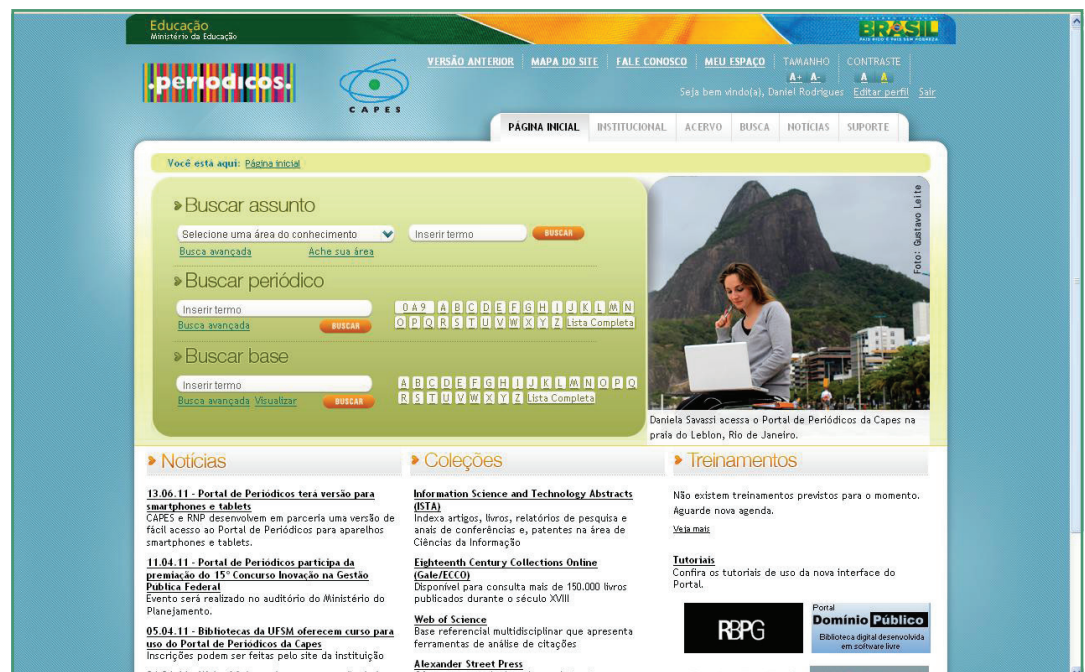 Educação
Ministério da Educação
BRASIL
PAÍS RICO É PAÍS SEM POBREZA
.periodicos.
CAPES
VERSÃO ANTERIOR
MAPA DO SITE
FALE CONOSCO
MEU ESPAÇO
TAMANHO
CONTRASTE
A+ A-
A A
Seja bem vindo(a), Daniel Rodrigues Editar perfil Sair
PÁGINA INICIAL
INSTITUCIONAL
ACERVO
BUSCA
NOTÍCIAS
SUPORTE
Você está aqui: Página inicial
Buscar assunto
Selecione uma área do conhecimento
Inserir termo
BUSCAR
Busca avançada
Ache sua área
Buscar periódico
Inserir termo
Busca avançada
BUSCAR
0 A 9 A B C D E F G H I J K L M N
O P Q R S T U V W X Y Z Lista Completa
Buscar base
Inserir termo
Busca avançada Visualizar
BUSCAR
A B C D E F G H I J K L M N O P Q
R S T U V W X Y Z Lista Completa
Foto: Gustavo Leite
Daniela Savassi acessa o Portal de Periódicos da Capes na
praia do Leblon, Rio de Janeiro.
Notícias
13.06.11 - Portal de Periódicos terá versão para
smartphones e tablets
CAPES e RNP desenvolvem em parceria uma versão de
fácil acesso ao Portal de Periódicos para aparelhos
smartphones e tablets.
11.04.11 - Portal de Periódicos participa da
premiação do 15° Concurso Inovação na Gestão
Pública Federal
Evento será realizado no auditório do Ministério do
Planejamento.
05.04.11 - Bibliotecas da UFSM oferecem curso para
uso do Portal de Periódicos da Capes
Inscrições podem ser feitas pelo site da instituição
Coleções
Information Science and Technology Abstracts
(ISTA)
Indexa artigos, livros, relatórios de pesquisa e
anais de conferências e, patentes na área de
Ciências da Informação
Eighteenth Century Collections Online
(Gale/ECCO)
Disponível para consulta mais de 150.000 livros
publicados durante o século XVIII
Web of Science
Base referencial multidisciplinar que apresenta
ferramentas de análise de citações
Alexander Street Press
Treinamentos
Não existem treinamentos previstos para o momento.
Aguarde nova agenda.
Veja mais
Tutoriais
Confira os tutoriais de uso da nova interface do
Portal.
RBPG
Portal
Domínio Público
Biblioteca digital desenvolvida
em software livre